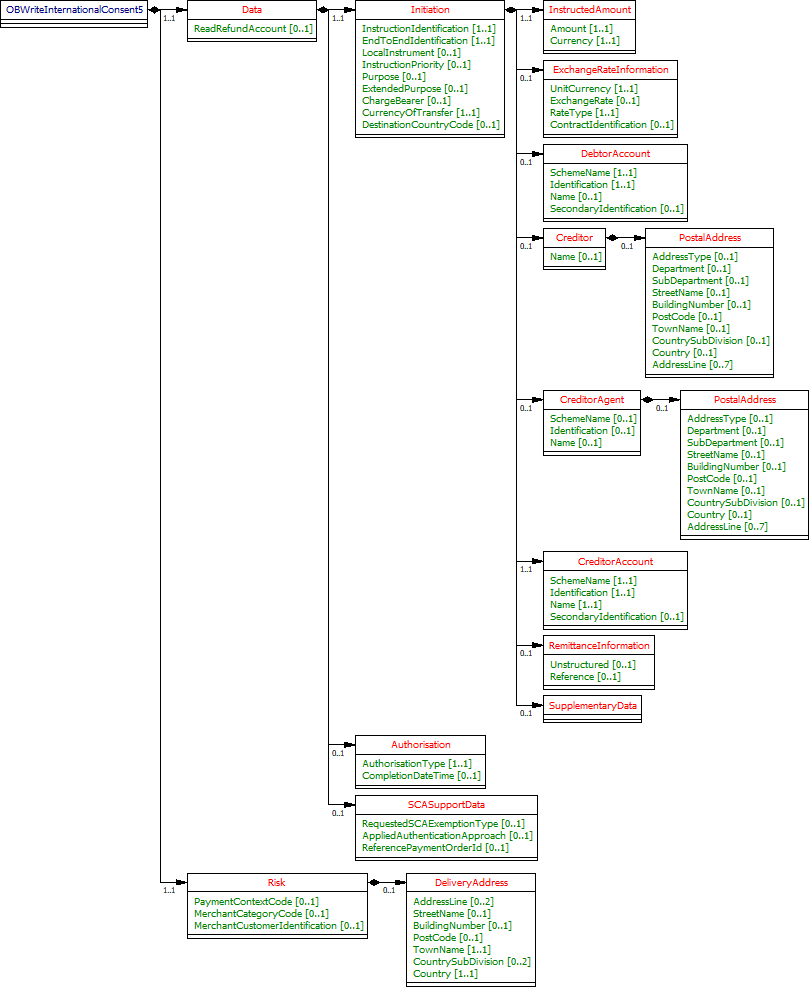 OBWriteInternationalConsent5
1..1
Data
ReadRefundAccount [0..1]
1..1
Initiation
InstructionIdentification [1..1]
EndToEndIdentification [1..1]
LocalInstrument [0..1]
InstructionPriority [0..1]
Purpose [0..1]
ExtendedPurpose [0..1]
ChargeBearer [0..1]
CurrencyOfTransfer [1..1]
DestinationCountryCode [0..1]
1..1
InstructedAmount
Amount [1..1]
Currency [1..1]
0..1
ExchangeRateInformation
UnitCurrency [1..1]
ExchangeRate [0..1]
RateType [1..1]
ContractIdentification [0..1]
0..1
DebtorAccount
SchemeName [1..1]
Identification [1..1]
Name [0..1]
SecondaryIdentification [0..1]
0..1
Creditor
Name [0..1]
0..1
PostalAddress
AddressType [0..1]
Department [0..1]
SubDepartment [0..1]
StreetName [0..1]
BuildingNumber [0..1]
PostCode [0..1]
TownName [0..1]
CountrySubDivision [0..1]
Country [0..1]
AddressLine [0..7]
0..1
CreditorAgent
SchemeName [0..1]
Identification [0..1]
Name [0..1]
0..1
PostalAddress
AddressType [0..1]
Department [0..1]
SubDepartment [0..1]
StreetName [0..1]
BuildingNumber [0..1]
PostCode [0..1]
TownName [0..1]
CountrySubDivision [0..1]
Country [0..1]
AddressLine [0..7]
1..1
CreditorAccount
SchemeName [1..1]
Identification [1..1]
Name [1..1]
SecondaryIdentification [0..1]
0..1
RemittanceInformation
Unstructured [0..1]
Reference [0..1]
0..1
SupplementaryData
0..1
Authorisation
AuthorisationType [1..1]
CompletionDateTime [0..1]
0..1
SCASupportData
RequestedSCAExemptionType [0..1]
AppliedAuthenticationApproach [0..1]
ReferencePaymentOrderId [0..1]
1..1
Risk
PaymentContextCode [0..1]
MerchantCategoryCode [0..1]
MerchantCustomerIdentification [0..1]
0..1
DeliveryAddress
AddressLine [0..2]
StreetName [0..1]
BuildingNumber [0..1]
PostCode [0..1]
TownName [1..1]
CountrySubDivision [0..2]
Country [1..1]